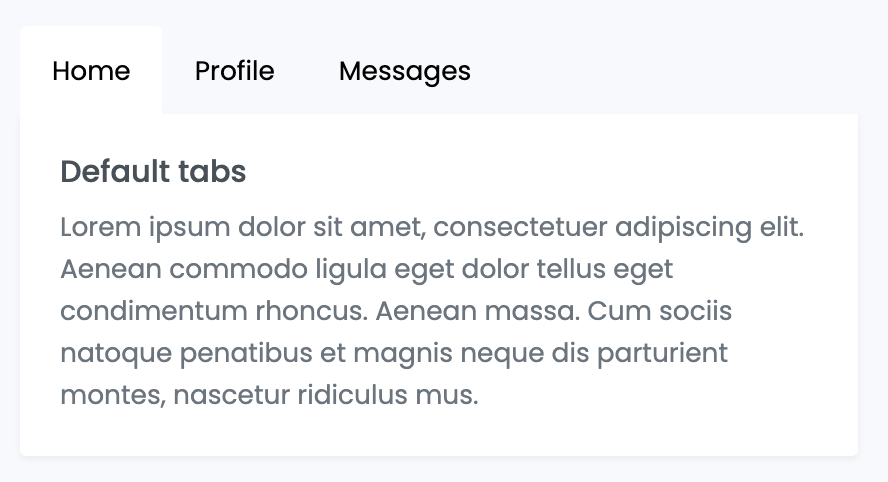 Home Profile Messages
Default tabs
Lorem ipsum dolor sit amet, consectetuer adipiscing elit.
Aenean commodo ligula eget dolor tellus eget
condimentum rhoncus. Aenean massa. Cum sociis
natoque penatibus et magnis neque dis parturient
montes, nascetur ridiculus mus.